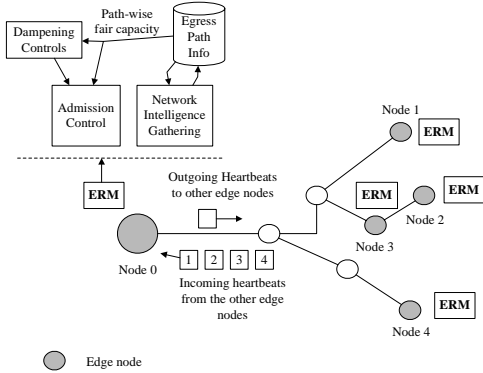 Path-wise
fair capacity
Dampening
Controls
Egress
Path
Info
Admission
Control
Network
Intelligence
Gathering
Node 1
ERM
ERM
Outgoing Heartbeats
to other edge nodes
ERM
ERM
Node 2
Node 3
Node 0
1 2 3 4
Incoming heartbeats
from the other edge
nodes
ERM
Node 4
Edge node